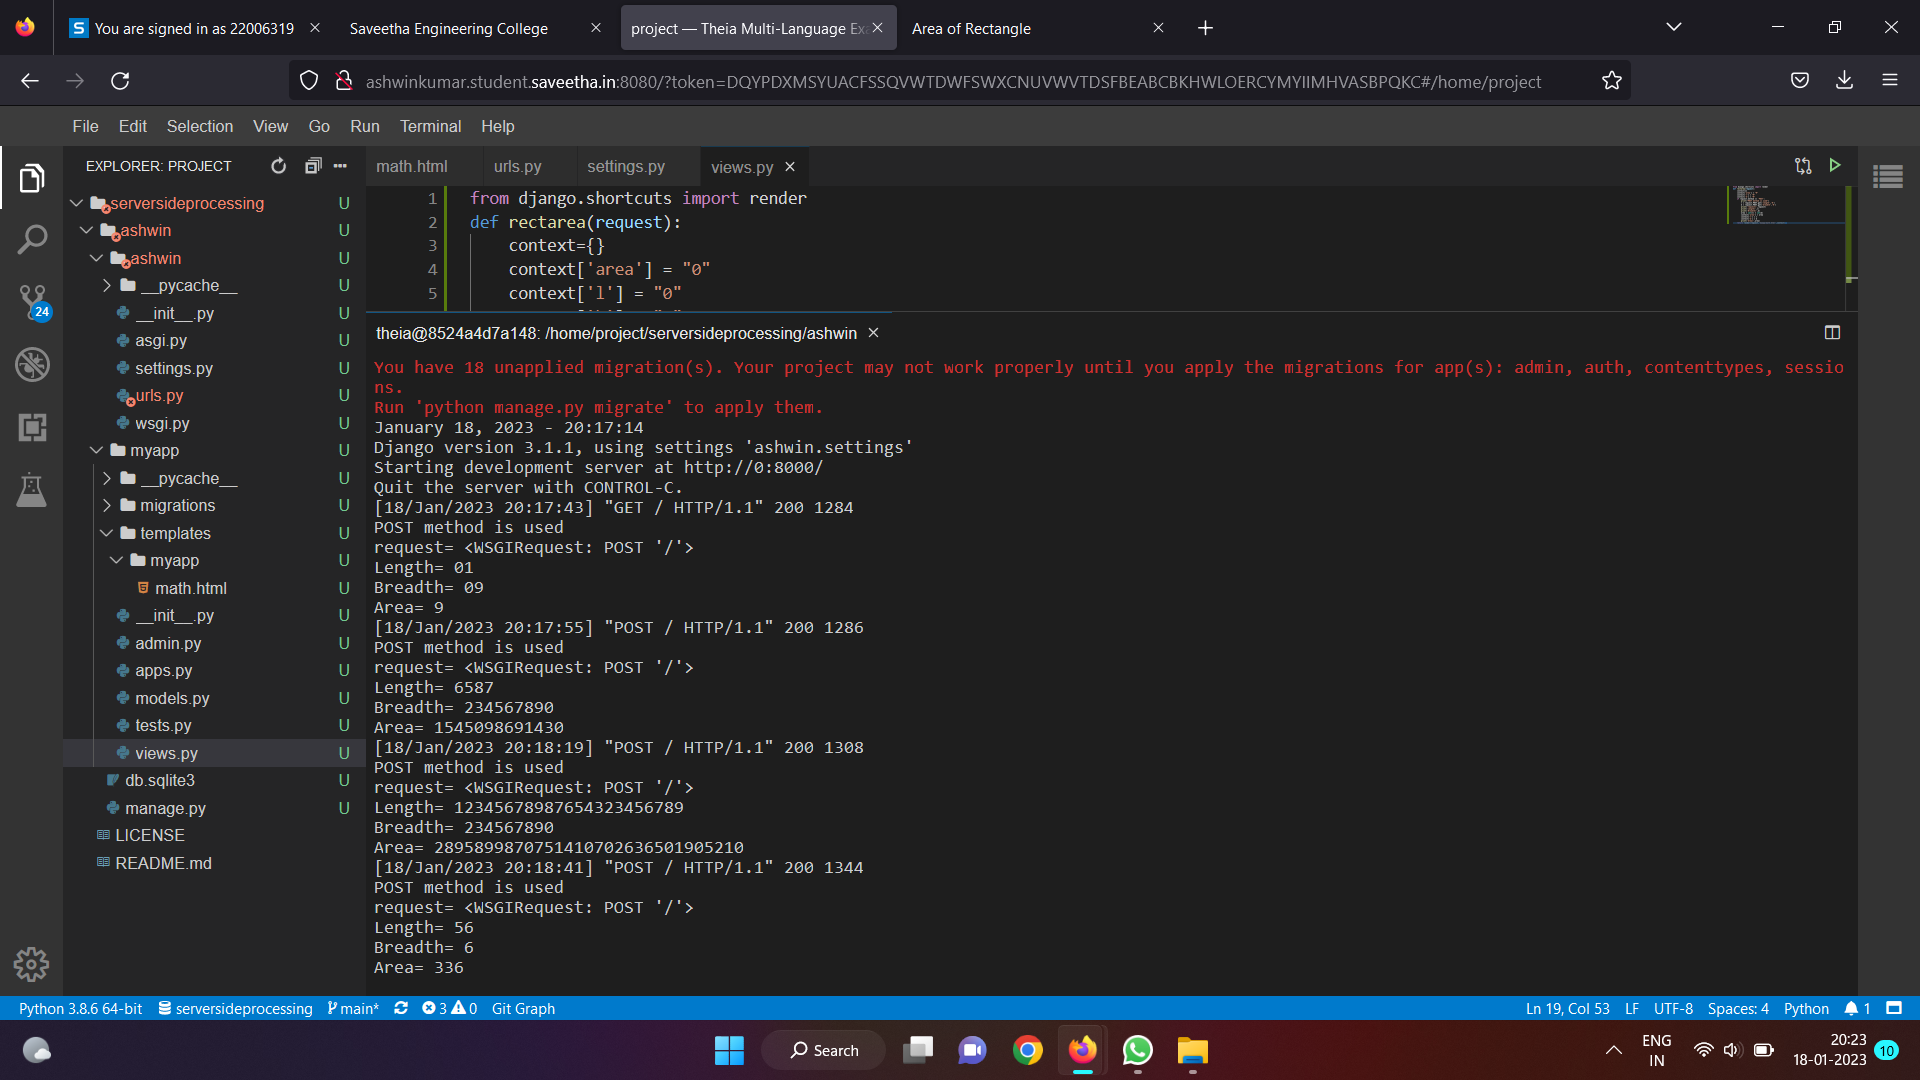 You are signed in as 22006319
Saveetha Engineering College
project — Theia Multi-Language Exa
Area of Rectangle
ashwinkumar.student.saveetha.in:8080/?token=DQYPDXMSYUACFSSQVWTDWFSWXCNUVWVTDSFBEABCBKHWLOERCYMYIIMHVASBPQKC#/home/project
File Edit Selection View Go Run Terminal Help
EXPLORER: PROJECT
math.html urls.py settings.py views.py
serversideprocessing U
ashwin U
ashwin U
__pycache__ U
__init__.py U
asgi.py U
settings.py U
urls.py U
wsgi.py U
myapp U
__pycache__ U
migrations U
templates U
myapp U
math.html U
__init__.py U
admin.py U
apps.py U
models.py U
tests.py U
views.py U
db.sqlite3 U
manage.py U
LICENSE
README.md
24
1 from django.shortcuts import render
2 def rectarea(request):
3 context={}
4 context['area'] = "0"
5 context['l'] = "0"
theia@8524a4d7a148: /home/project/serversideprocessing/ashwin
You have 18 unapplied migration(s). Your project may not work properly until you apply the migrations for app(s): admin, auth, contenttypes, sessio
ns.
Run 'python manage.py migrate' to apply them.
January 18, 2023 - 20:17:14
Django version 3.1.1, using settings 'ashwin.settings'
Starting development server at http://0:8000/
Quit the server with CONTROL-C.
[18/Jan/2023 20:17:43] "GET / HTTP/1.1" 200 1284
POST method is used
request= <WSGIRequest: POST '/'>
Length= 01
Breadth= 09
Area= 9
[18/Jan/2023 20:17:55] "POST / HTTP/1.1" 200 1286
POST method is used
request= <WSGIRequest: POST '/'>
Length= 6587
Breadth= 234567890
Area= 1545098691430
[18/Jan/2023 20:18:19] "POST / HTTP/1.1" 200 1308
POST method is used
request= <WSGIRequest: POST '/'>
Length= 12345678987654323456789
Breadth= 234567890
Area= 2895899870751410702636501905210
[18/Jan/2023 20:18:41] "POST / HTTP/1.1" 200 1344
POST method is used
request= <WSGIRequest: POST '/'>
Length= 56
Breadth= 6
Area= 336
Python 3.8.6 64-bit serversideprocessing main* 3 0 Git Graph
Ln 19, Col 53 LF UTF-8 Spaces: 4 Python 1
Search
ENG
IN
20:23
18-01-2023
10